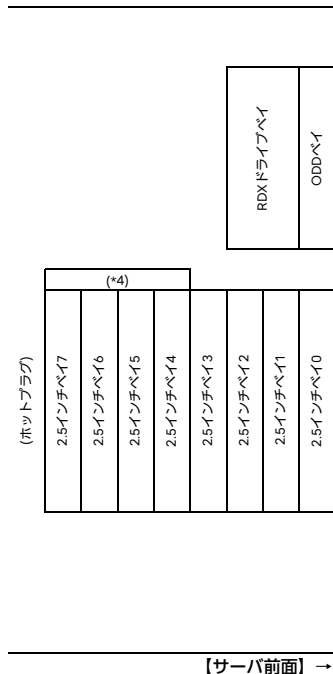 RDXドライブベイ
ODDベイ
(*4)
(ホットプラグ)
2.5インチベイ7
2.5インチベイ6
2.5インチベイ5
2.5インチベイ4
2.5インチベイ3
2.5インチベイ2
2.5インチベイ1
2.5インチベイ0
【サーバ前面】→